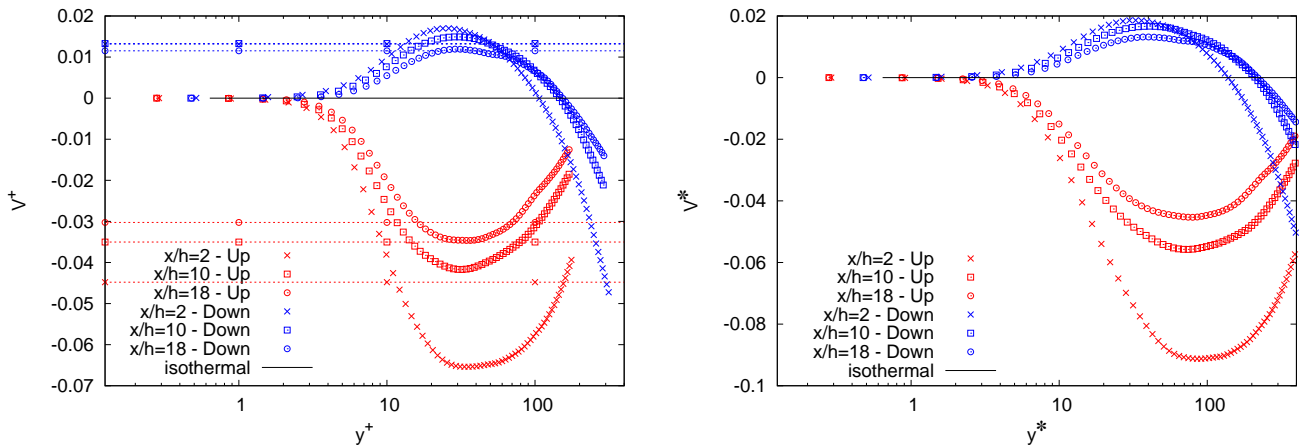 0.02
0.01
0
-0.01
-0.02
-0.03
-0.04
-0.05
-0.06
-0.07
V+
x/h=2 - Up
x/h=10 - Up
x/h=18 - Up
x/h=2 - Down
x/h=10 - Down
x/h=18 - Down
isothermal
1 10 100
y+
0.02
0
-0.02
-0.04
-0.06
-0.08
-0.1
V*
x/h=2 - Up
x/h=10 - Up
x/h=18 - Up
x/h=2 - Down
x/h=10 - Down
x/h=18 - Down
isothermal
1 10 100
y*